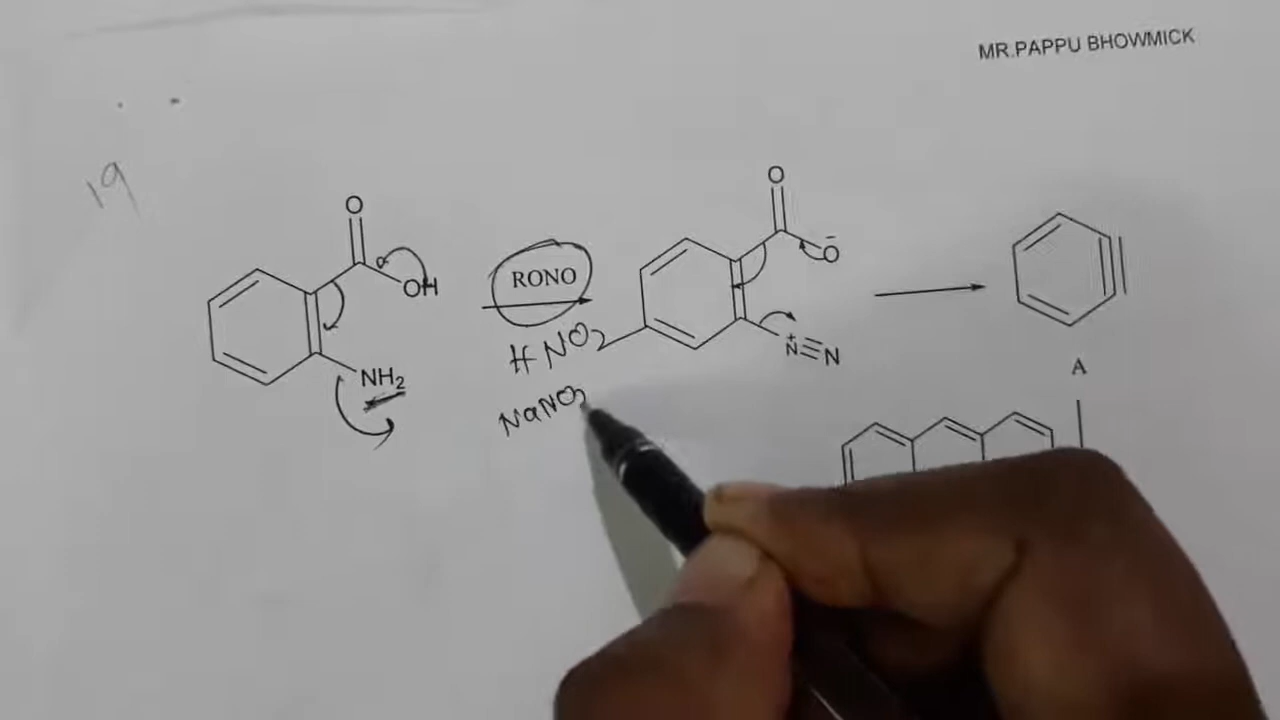 MR.PAPPU BHOWMICK
19
O
OH
NH2
RONO
HNO2
NaNO2
O
O-
N+≡N
A